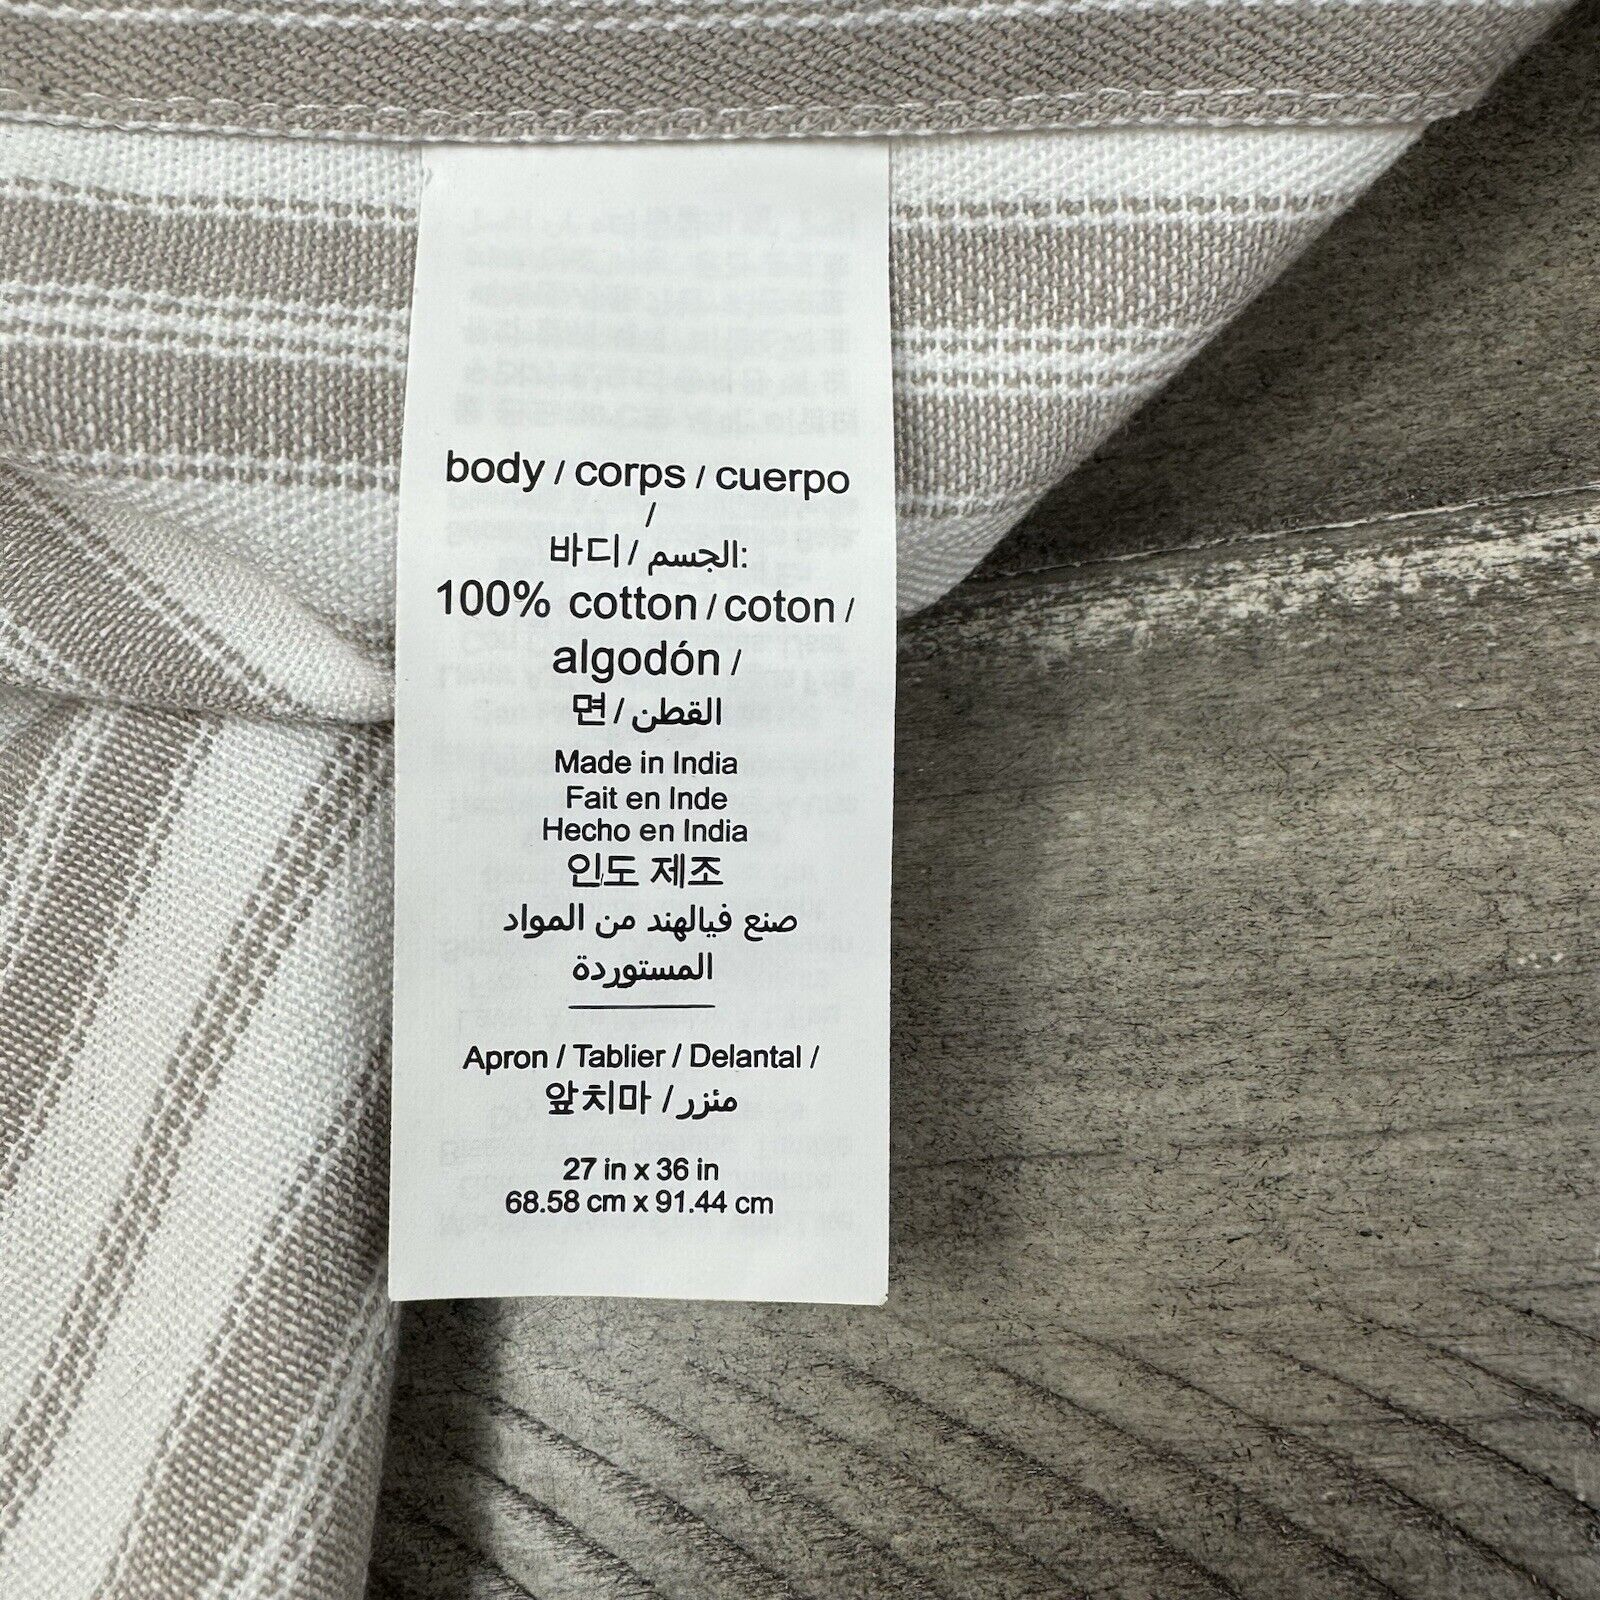 body / corps / cuerpo
/
바디 / الجسم:
100% cotton / coton /
algodón /
면 / القطن
Made in India
Fait en Inde
Hecho en India
인도 제조
صنع فيالهند من المواد
المستوردة
Apron / Tablier / Delantal /
앞치마 / مئزر
27 in x 36 in
68.58 cm x 91.44 cm